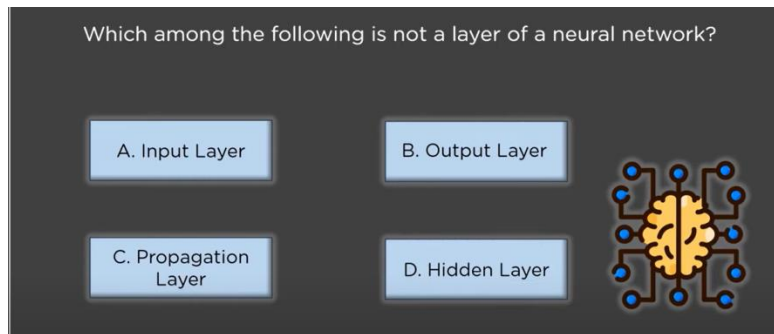 Which among the following is not a layer of a neural network?
A. Input Layer
B. Output Layer
C. Propagation
Layer
D. Hidden Layer